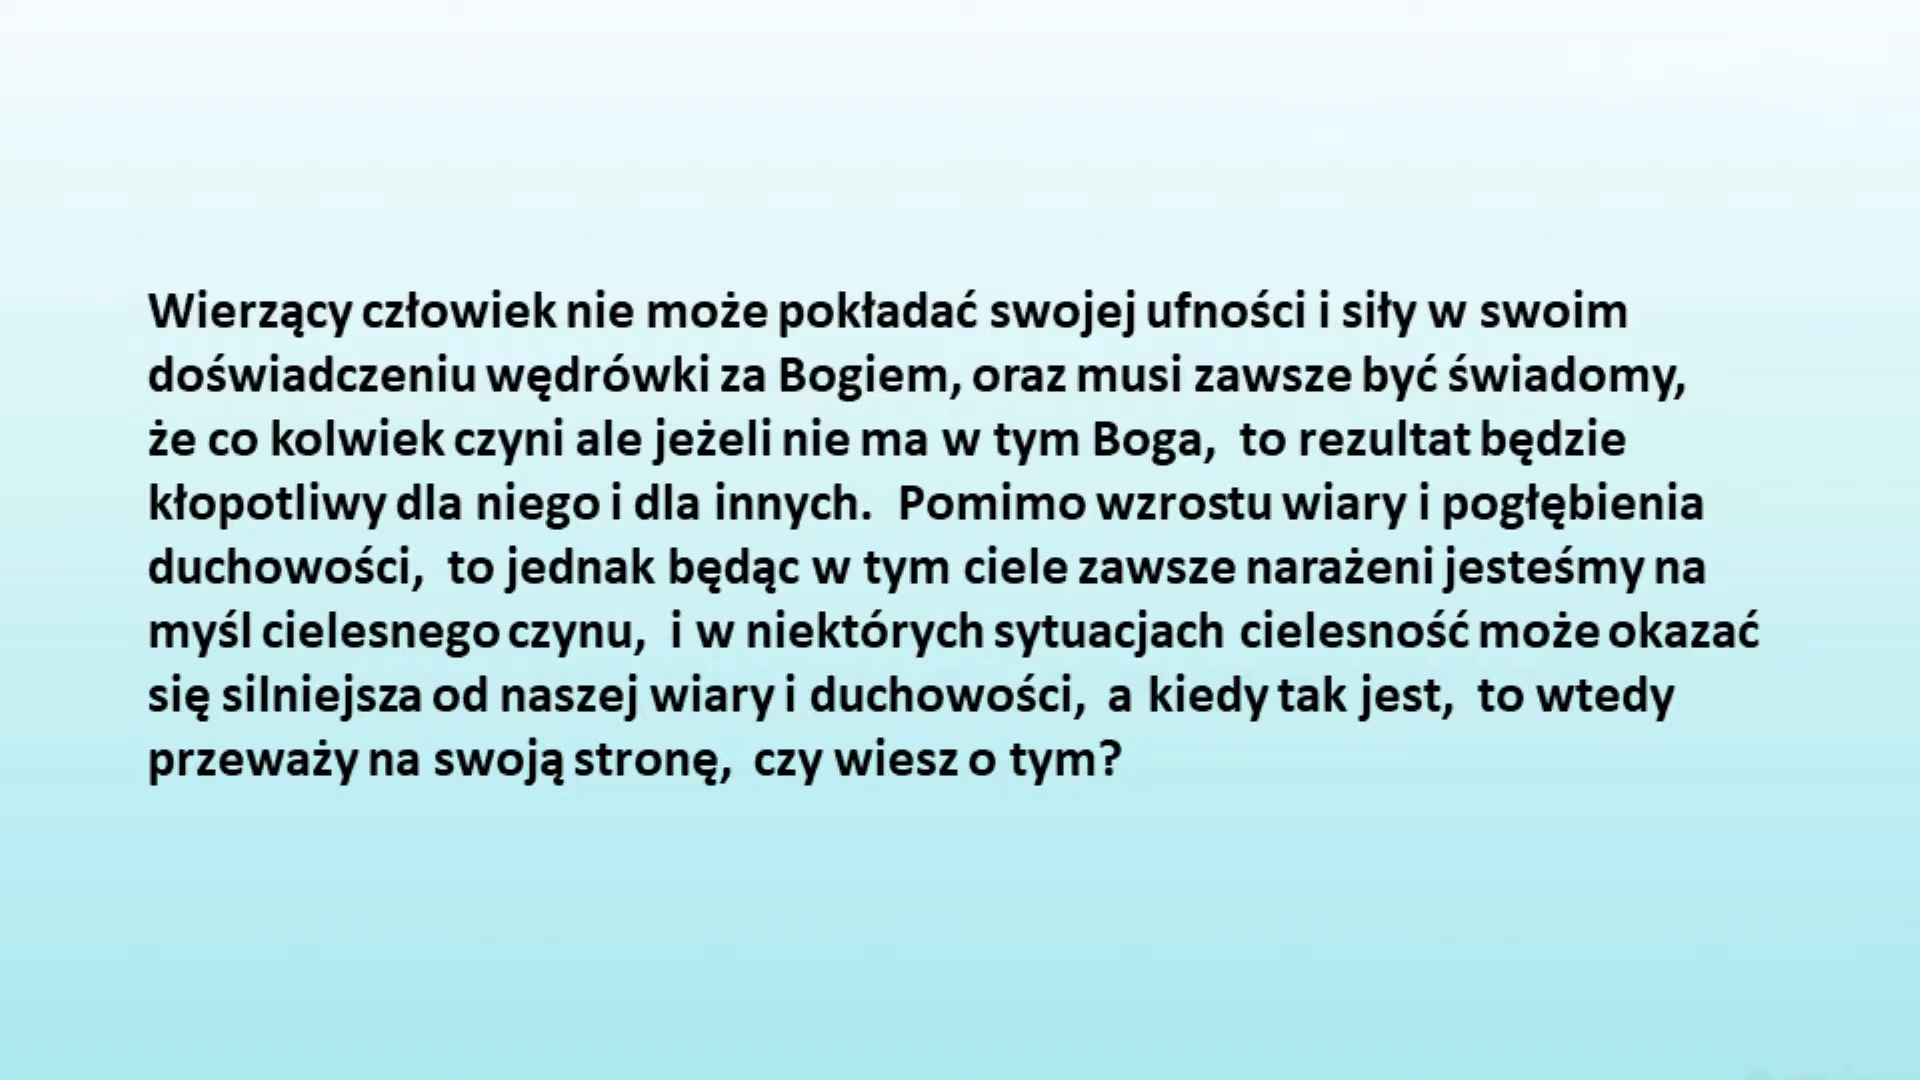 Wierzący człowiek nie może pokładać swojej ufności i siły w swoim
doświadczeniu wędrówki za Bogiem, oraz musi zawsze być świadomy,
że co kolwiek czyni ale jeżeli nie ma w tym Boga, to rezultat będzie
kłopotliwy dla niego i dla innych. Pomimo wzrostu wiary i pogłębienia
duchowości, to jednak będąc w tym ciele zawsze narażeni jesteśmy na
myśl cielesnego czynu, i w niektórych sytuacjach cielesność może okazać
się silniejsza od naszej wiary i duchowości, a kiedy tak jest, to wtedy
przeważy na swoją stronę, czy wiesz o tym?